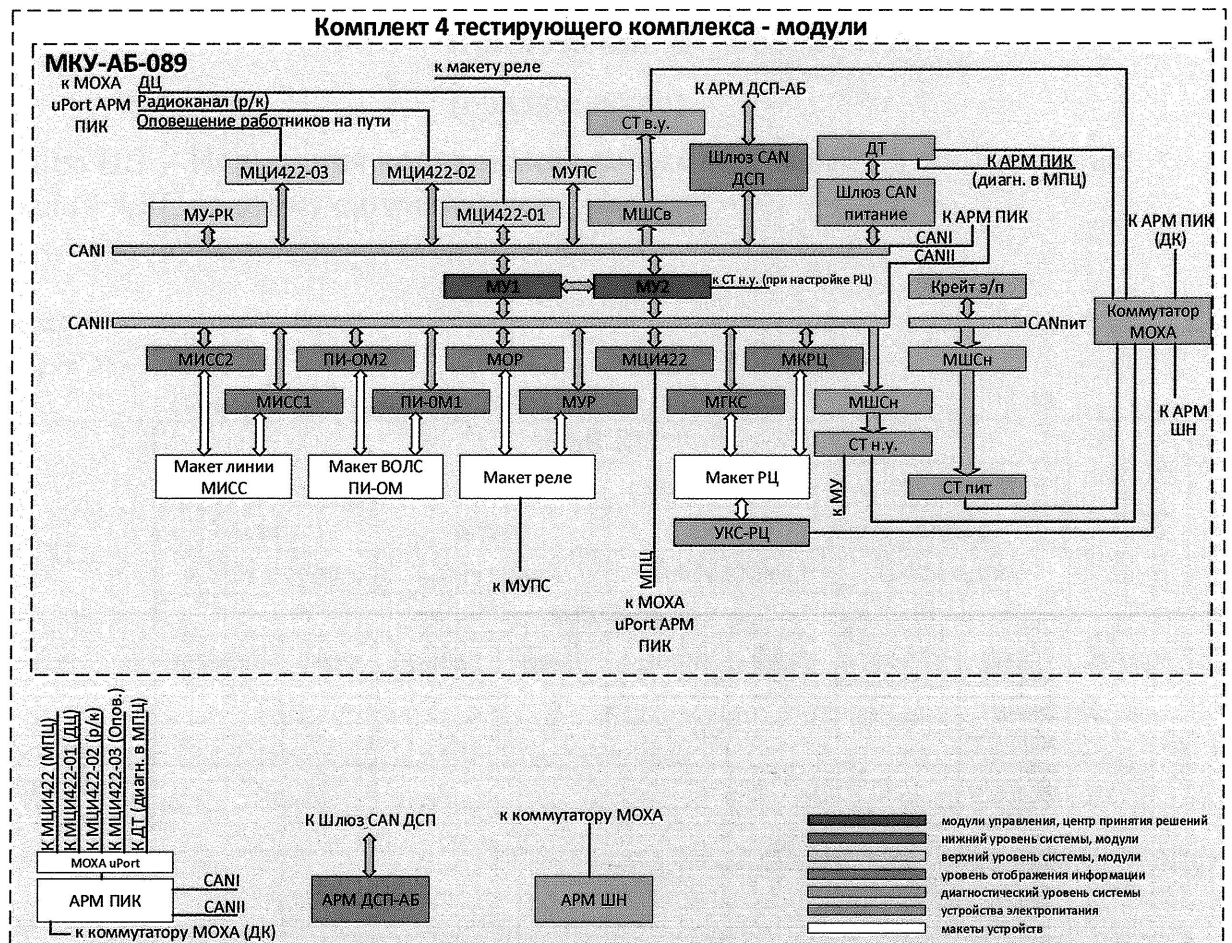 Комплект 4 тестирующего комплекса - модули
МКУ-АБ-089
к МОХА
uPort АРМ
ПИК
ДЦ
Радиоканал (р/к)
Оповещение работников на пути
к макету реле
К АРМ ДСП-АБ
СТ в.у.
Шлюз CAN
ДСП
ДТ
К АРМ ПИК
(диагн. в МПЦ)
Шлюз CAN
питание
МЦИ422-03
МЦИ422-02
МУПС
МУ-РК
МЦИ422-01
МШСв
К АРМ ПИК
К АРМ ПИК
(ДК)
CANI
CANI
CANII
МУ1
МУ2
к СТ н.у. (при настройке РЦ)
Крейт э/п
CANII
CANпит
Коммутатор
МОХА
МИСС2
ПИ-ОМ2
МОР
МЦИ422
МКРЦ
МШСн
МИСС1
ПИ-ОМ1
МУР
МГКС
МШСн
К АРМ
ШН
СТ н.у.
Макет линии
МИСС
Макет ВОЛС
ПИ-ОМ
Макет реле
Макет РЦ
СТ пит
к МУ
УКС-РЦ
к МУПС
МПЦ
к МОХА
uPort АРМ
ПИК
К МЦИ422 (МПЦ)
К МЦИ422-01 (ДЦ)
К МЦИ422-02 (р/к)
К МЦИ422-03 (Опов.)
К ДТ (диагн. в МПЦ)
МОХА uPort
АРМ ПИК
CANI
CANII
к коммутатору МОХА (ДК)
К Шлюз CAN ДСП
АРМ ДСП-АБ
к коммутатору МОХА
АРМ ШН
модули управления, центр принятия решений
нижний уровень системы, модули
верхний уровень системы, модули
уровень отображения информации
диагностический уровень системы
устройства электропитания
макеты устройств